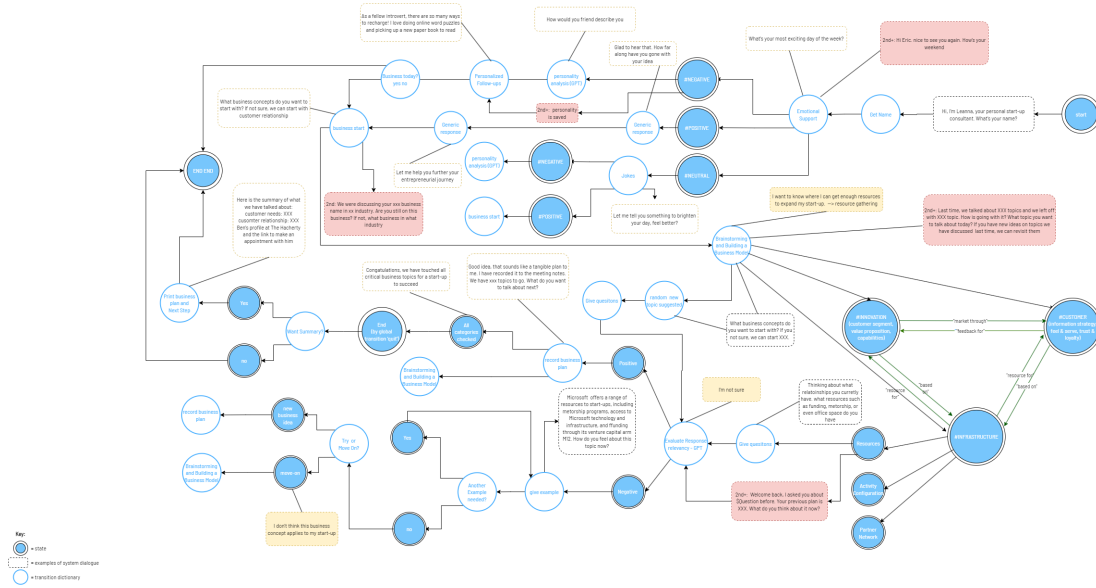 As a fellow introvert, there are so many ways
to recharge! I love doing online word puzzles
and picking up a new paper book to read
How would you friend describe you
Glad to hear that. How far
along have you gone with
your idea
What's your most exciting day of the week?
2nd+: Hi Eric, nice to see you again. How's your
weekend
Business today?
yes no
Personalized
Follow-ups
personality
analysis(GPT)
#NEGATIVE
2nd+: personality
is saved
What business concepts do you want to
start with? If not sure, we can start with
customer relationship
business start
Generic
response
Generic
response
#POSITIVE
Emotional
Support
Get Name
Hi, I'm Leanna, your personal start-up
consultant. What's your name?
start
Let me help you further your
entrepreneurial journey
personality
analysis (GPT)
#NEGATIVE
Jokes
#NEUTRAL
END END
2nd: We were discussing your xxx business
name in xx industry. Are you still on this
business? If not, what business in what
industry
business start
#POSITIVE
Let me tell you something to brighten
your day, feel better?
I want to know where I can get enough resources
to expand my start-up. --> resource gathering
2nd+: Last time, we talked about XXX topics and we left off
with XXX topic. How is going with it? What topic you want
to talk about today? If you have new ideas on topics we have
discussed last time, we can revisit them
Here is the summary of what
we have talked about
customer needs: XXX
cusomter relationship: XXX
Ben's profile at The Hacherty
and the link to make an
appointment with him
Brainstorming
and Building a
Business Model
Good idea, that sounds like a tangible plan to
me. I have recorded it to the meeting notes.
We have xxx topics to go. What do you
want to talk about next?
Congratulations, we have touched all
critical business topics for a start-up
to succeed
Print business
plan and
Next Step
Yes
no
Want Summary?
End
(by global
transition 'quit')
All
categories
checked
Give questions
random new
topic suggested
What business concepts do
you want to start with? If
you not sure, we can start XXX
#INNOVATION
(customer segment,
value proposition,
capabilities)
"market through"
"feedback for"
#CUSTOMER
(information strategy,
feel & serve, trust &
loyalty)
record business
plan
Positive
Brainstorming
and Building a
Business Model
"resource
for"
"based
on"
"resource for"
"based on"
#INFRASTRUCTURE
I'm not sure
Thinking about what
relationships you curretly
have, what resources such
as funding, metorship, or
even office space do you
have
Microsoft offers a range of
resources to start-ups, including
metorship programs, access to
Microsoft technology and
infrastructure, and ffunding
through its venture capital arm
M12. How do you feel about this
topic now?
record business
plan
new
business
idea
Try or
Move On?
Yes
Evaluate Response
relevancy - GPT
Give questions
Resources
Brainstorming
and Building a
Business Model
move on
Another
Example
needed?
give example
Negative
2nd+: Welcome back, I asked you about
SQuestion before. Your previous plan is
XXX. What do you think about it now?
Activity
Configuration
I don't think this business
concept applies to my start-up
no
Partner
Network
Key:
= state
= examples of system dialogue
= transition dictionary